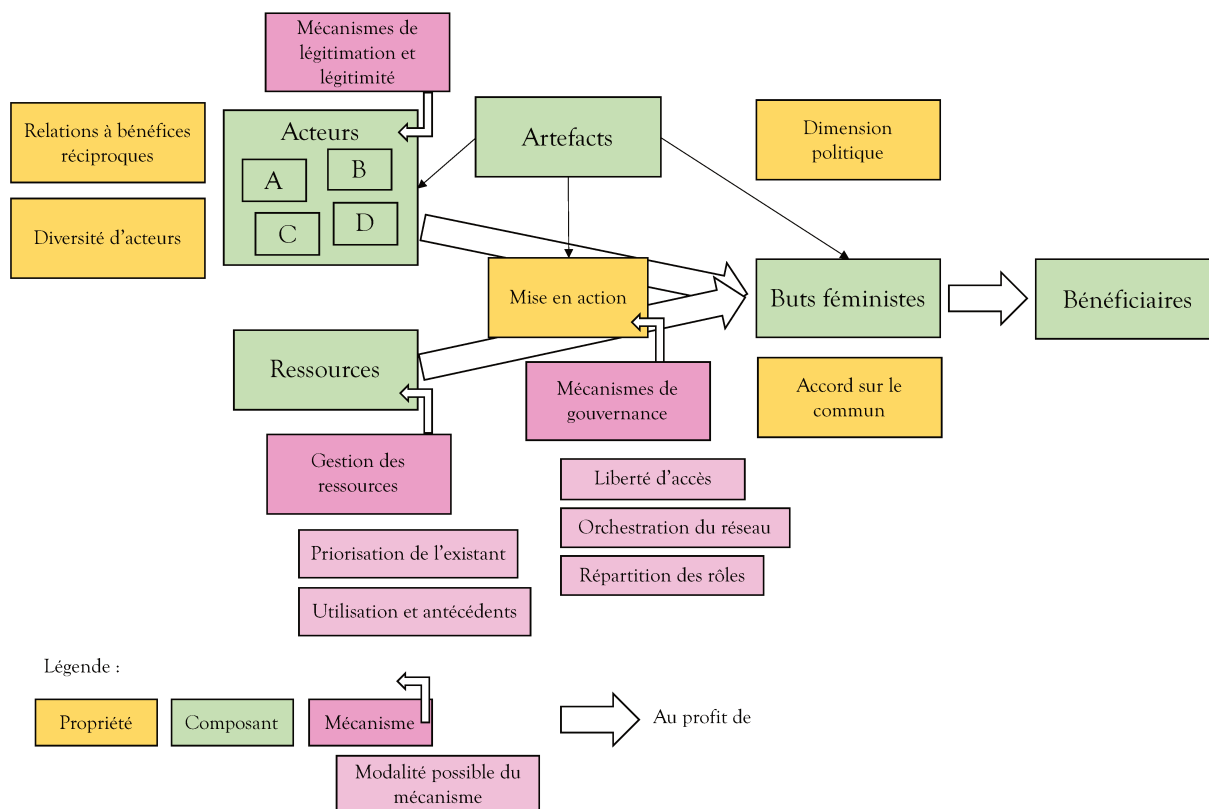 Mécanismes de
légitimation et
légitimité
Relations à bénéfices
réciproques
Diversité d'acteurs
Acteurs
A
B
C
D
Artefacts
Dimension
politique
Mise en action
Buts féministes
Bénéficiaires
Ressources
Mécanismes de
gouvernance
Accord sur le
commun
Gestion des
ressources
Liberté d'accès
Orchestration du réseau
Répartition des rôles
Priorisation de l'existant
Utilisation et antécédents
Légende :
Propriété
Composant
Mécanisme
Au profit de
Modalité possible du
mécanisme